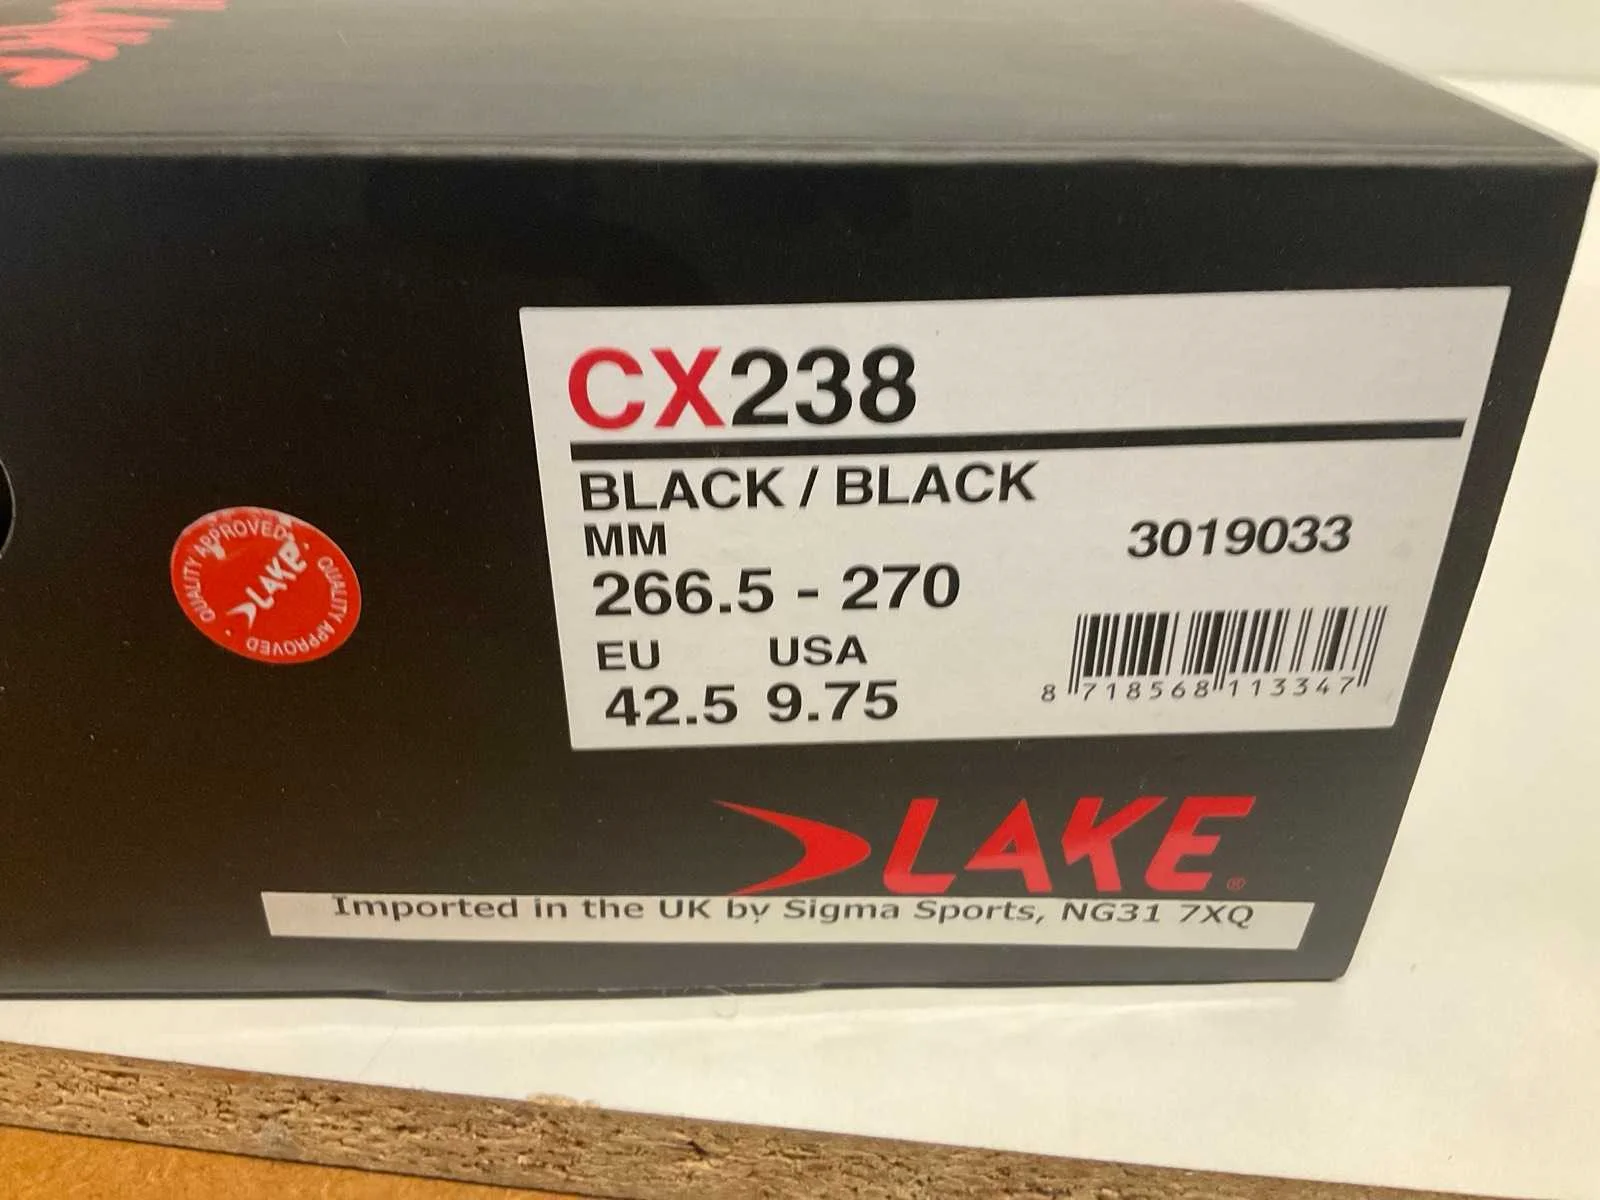 CX238
BLACK / BLACK
MM
3019033
266.5 - 270
EU USA
42.5 9.75
8 718568 113347
QUALITY APPROVED · QUALITY APPROVED ·
LAKE
LAKE®
Imported in the UK by Sigma Sports, NG31 7XQ